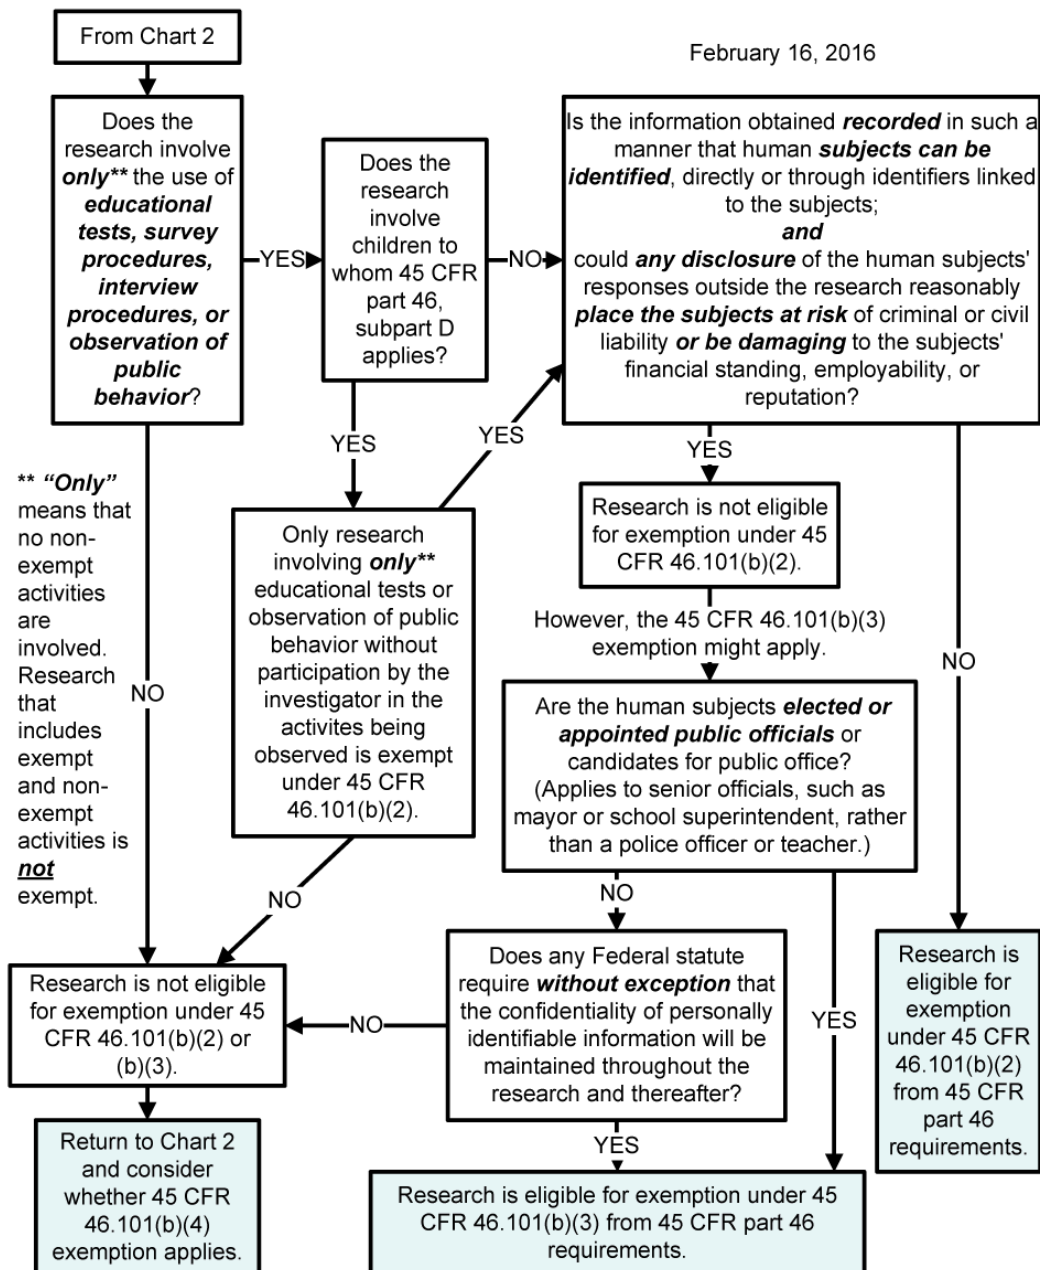 From Chart 2
February 16, 2016
Does the
research involve
only** the use of
educational
tests, survey
procedures,
interview
procedures, or
observation of
public
behavior?
YES
Does the
research
involve
children to
whom 45 CFR
part 46,
subpart D
applies?
NO
Is the information obtained recorded in such a
manner that human subjects can be
identified, directly or through identifiers linked
to the subjects;
and
could any disclosure of the human subjects'
responses outside the research reasonably
place the subjects at risk of criminal or civil
liability or be damaging to the subjects'
financial standing, employability, or
reputation?
YES
YES
YES
** “Only”
means that
no non-
exempt
activities
are
involved.
Research
that
includes
exempt
and non-
exempt
activities is
not
exempt.
NO
Only research
involving only**
educational tests or
observation of public
behavior without
participation by the
investigator in the
activites being
observed is exempt
under 45 CFR
46.101(b)(2).
NO
Research is not eligible
for exemption under 45
CFR 46.101(b)(2).
However, the 45 CFR 46.101(b)(3)
exemption might apply.
NO
Are the human subjects elected or
appointed public officials or
candidates for public office?
(Applies to senior officials, such as
mayor or school superintendent, rather
than a police officer or teacher.)
NO
YES
Does any Federal statute
require without exception that
the confidentiality of personally
identifiable information will be
maintained throughout the
research and thereafter?
NO
YES
Research is
eligible for
exemption
under 45 CFR
46.101(b)(2)
from 45 CFR
part 46
requirements.
Research is not eligible
for exemption under 45
CFR 46.101(b)(2) or
(b)(3).
Return to Chart 2
and consider
whether 45 CFR
46.101(b)(4)
exemption applies.
Research is eligible for exemption under 45
CFR 46.101(b)(3) from 45 CFR part 46
requirements.